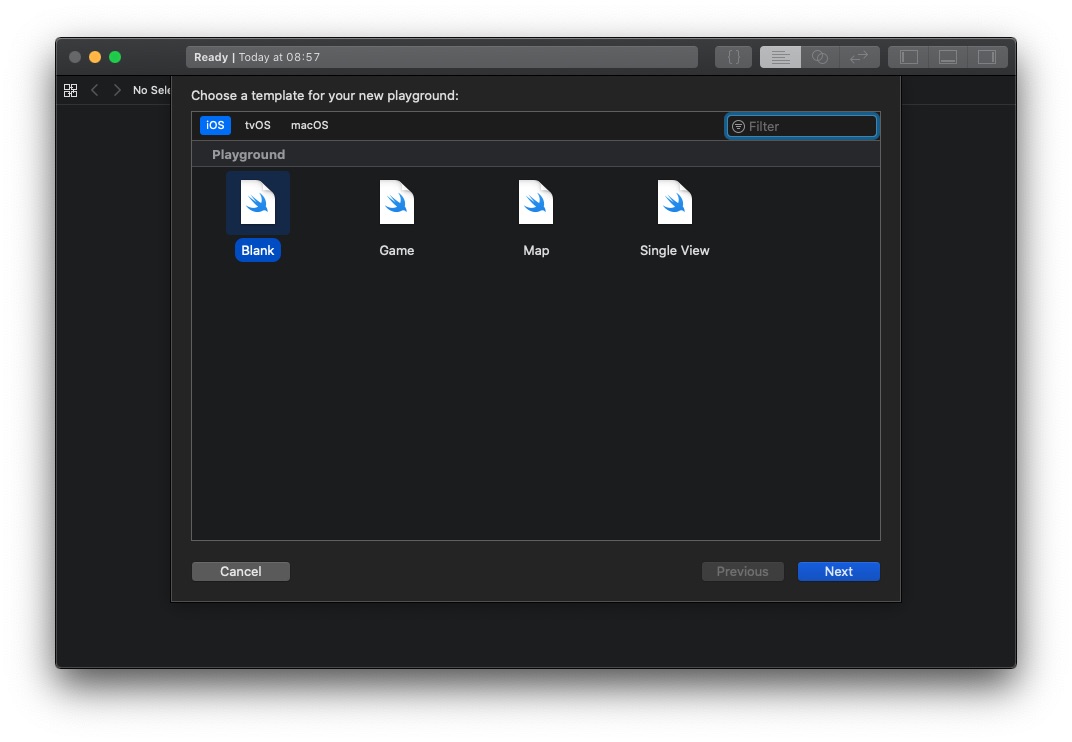 Ready | Today at 08:57
{ }
No Sele
Choose a template for your new playground:
iOS tvOS macOS Filter
Playground
Blank Game Map Single View
Cancel Previous Next